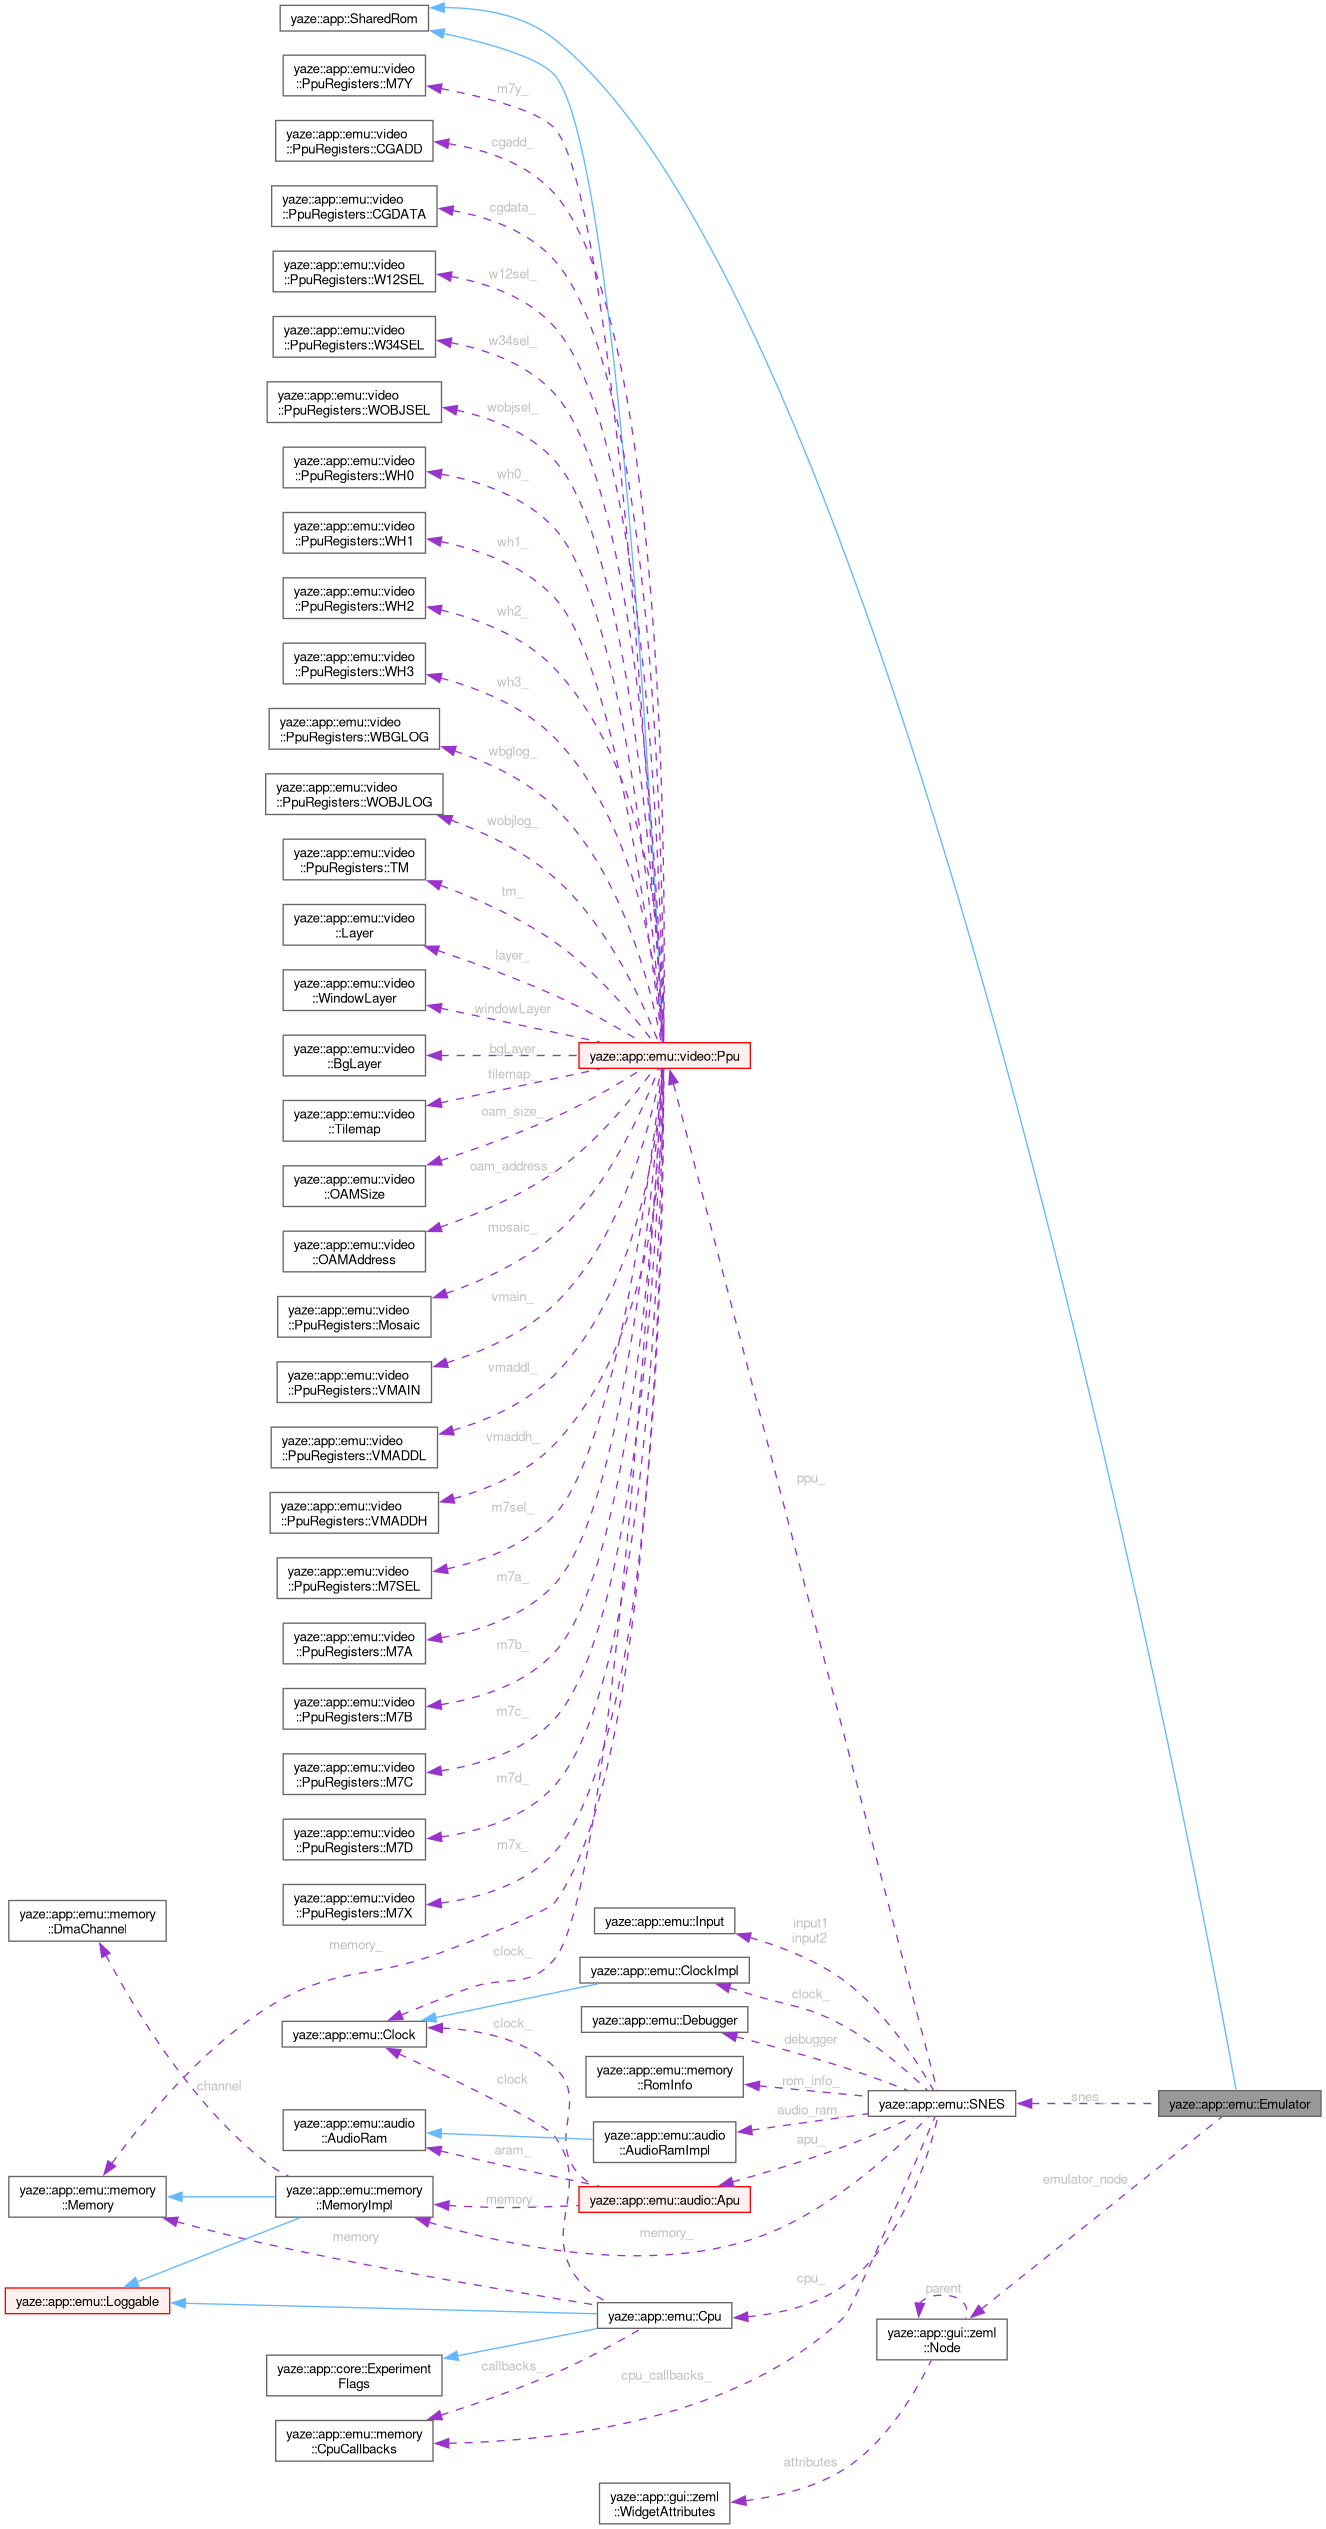 yaze::app::SharedRom
yaze::app::emu::video
::PpuRegisters::M7Y
m7y_
yaze::app::emu::video
::PpuRegisters::CGADD
cgadd_
yaze::app::emu::video
::PpuRegisters::CGDATA
cgdata_
yaze::app::emu::video
::PpuRegisters::W12SEL
w12sel_
yaze::app::emu::video
::PpuRegisters::W34SEL
w34sel_
yaze::app::emu::video
::PpuRegisters::WOBJSEL
wobjsel_
yaze::app::emu::video
::PpuRegisters::WH0
wh0_
yaze::app::emu::video
::PpuRegisters::WH1
wh1_
yaze::app::emu::video
::PpuRegisters::WH2
wh2_
yaze::app::emu::video
::PpuRegisters::WH3
wh3_
yaze::app::emu::video
::PpuRegisters::WBGLOG
wbglog_
yaze::app::emu::video
::PpuRegisters::WOBJLOG
wobjlog_
yaze::app::emu::video
::PpuRegisters::TM
tm_
yaze::app::emu::video
::Layer
layer_
yaze::app::emu::video
::WindowLayer
windowLayer
yaze::app::emu::video
::BgLayer
bgLayer
yaze::app::emu::video::Ppu
yaze::app::emu::video
::Tilemap
tilemap_
yaze::app::emu::video
::OAMSize
oam_size_
yaze::app::emu::video
::OAMAddress
oam_address_
yaze::app::emu::video
::PpuRegisters::Mosaic
mosaic_
yaze::app::emu::video
::PpuRegisters::VMAIN
vmain_
yaze::app::emu::video
::PpuRegisters::VMADDL
vmaddl_
yaze::app::emu::video
::PpuRegisters::VMADDH
vmaddh_
ppu_
yaze::app::emu::video
::PpuRegisters::M7SEL
m7sel_
yaze::app::emu::video
::PpuRegisters::M7A
m7a_
yaze::app::emu::video
::PpuRegisters::M7B
m7b_
yaze::app::emu::video
::PpuRegisters::M7C
m7c_
yaze::app::emu::video
::PpuRegisters::M7D
m7d_
yaze::app::emu::video
::PpuRegisters::M7X
m7x_
yaze::app::emu::memory
::DmaChannel
memory_
clock_
yaze::app::emu::Input
input1
input2
yaze::app::emu::ClockImpl
clock_
yaze::app::emu::Clock
clock_
yaze::app::emu::Debugger
debugger
channel
clock
yaze::app::emu::memory
::RomInfo
rom_info_
yaze::app::emu::SNES
snes_
yaze::app::emu::Emulator
yaze::app::emu::audio
::AudioRam
yaze::app::emu::audio
::AudioRamImpl
audio_ram_
aram_
apu_
emulator_node_
yaze::app::emu::memory
::Memory
yaze::app::emu::memory
::MemoryImpl
memory_
yaze::app::emu::audio::Apu
memory
memory_
yaze::app::emu::Loggable
yaze::app::emu::Cpu
cpu_
parent
yaze::app::gui::zeml
::Node
yaze::app::core::Experiment
Flags
callbacks_
cpu_callbacks_
yaze::app::emu::memory
::CpuCallbacks
attributes
yaze::app::gui::zeml
::WidgetAttributes